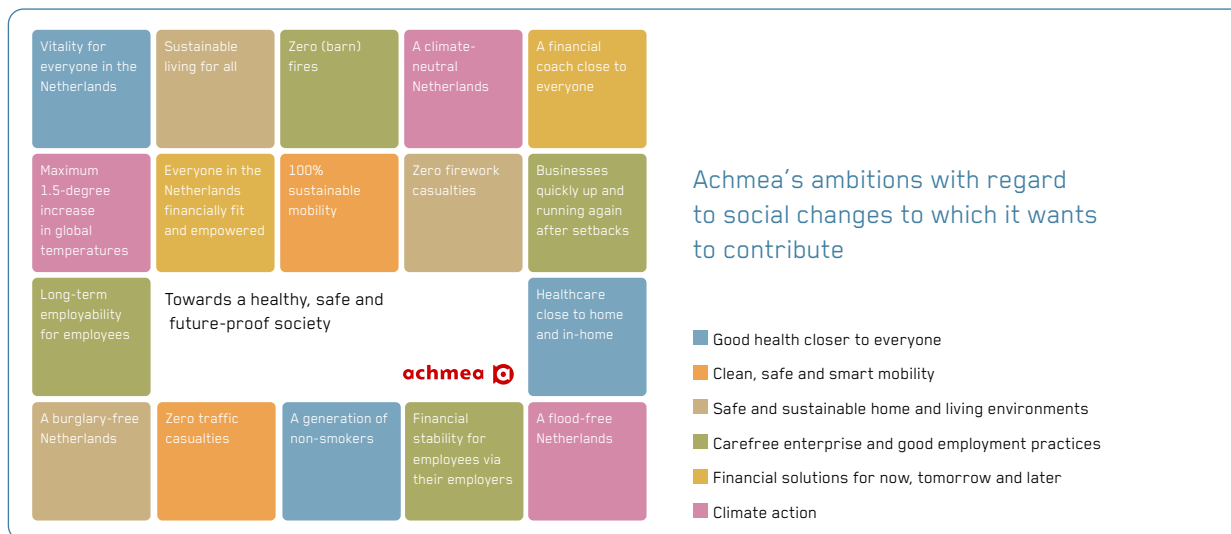 Vitality for
everyone in the
Netherlands
Sustainable
living for all
Zero (barn)
fires
A climate-
neutral
Netherlands
A financial
coach close to
everyone
Maximum
1.5-degree
increase
in global
temperatures
Everyone in the
Netherlands
financially fit
and empowered
100%
sustainable
mobility
Zero firework
casualties
Businesses
quickly up and
running again
after setbacks
Long-term
employability
for employees
Towards a healthy, safe and
future-proof society
achmea
Healthcare
close to home
and in-home
A burglary-free
Netherlands
Zero traffic
casualties
A generation of
non-smokers
Financial
stability for
employees via
their employers
A flood-free
Netherlands
Achmea's ambitions with regard
to social changes to which it wants
to contribute
Good health closer to everyone
Clean, safe and smart mobility
Safe and sustainable home and living environments
Carefree enterprise and good employment practices
Financial solutions for now, tomorrow and later
Climate action